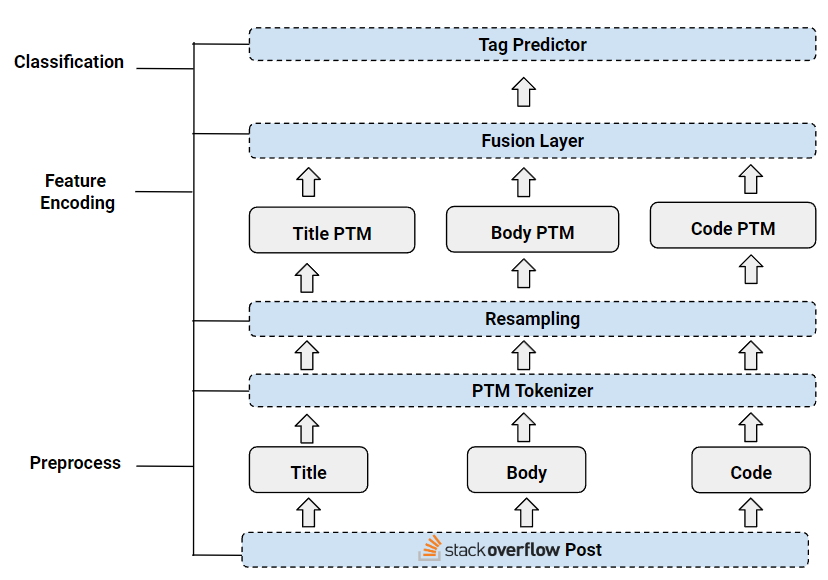 Classification
Tag Predictor
Feature
Encoding
Fusion Layer
Title PTM
Body PTM
Code PTM
Resampling
PTM Tokenizer
Preprocess
Title
Body
Code
stackoverflow Post